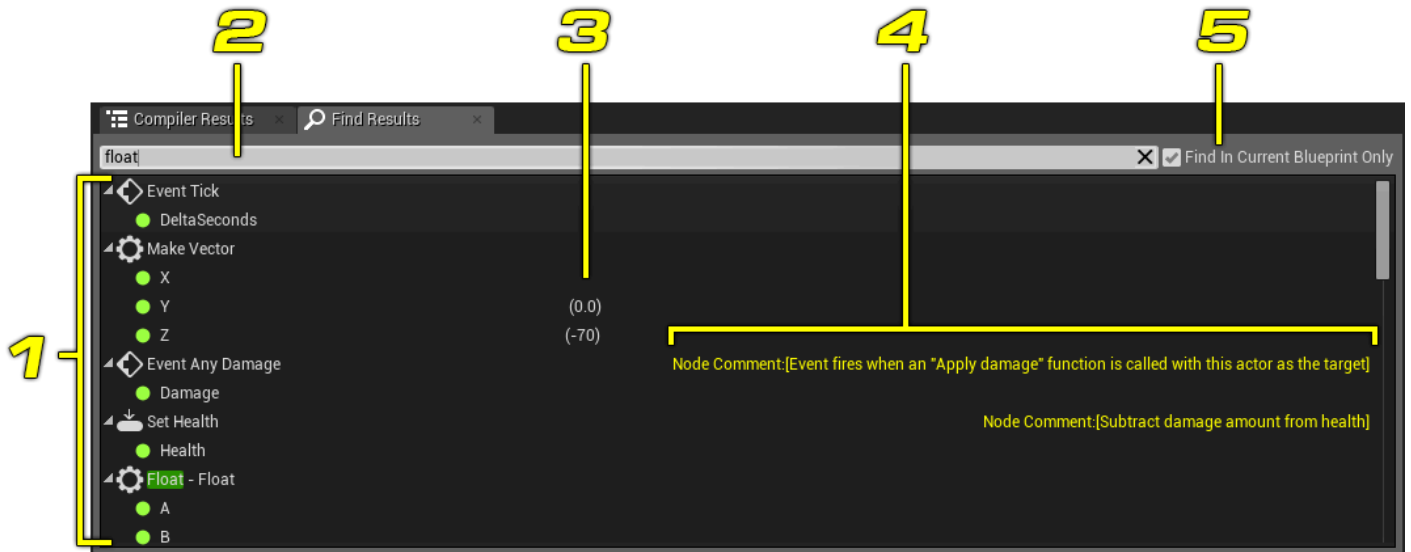 2 3 4 5
Compiler Results × Find Results ×
float Find In Current Blueprint Only
1
Event Tick
DeltaSeconds
Make Vector
X
Y (0.0)
Z (-70)
Event Any Damage Node Comment:[Event fires when an "Apply damage" function is called with this actor as the target]
Damage
Set Health Node Comment:[Subtract damage amount from health]
Health
Float - Float
A
B